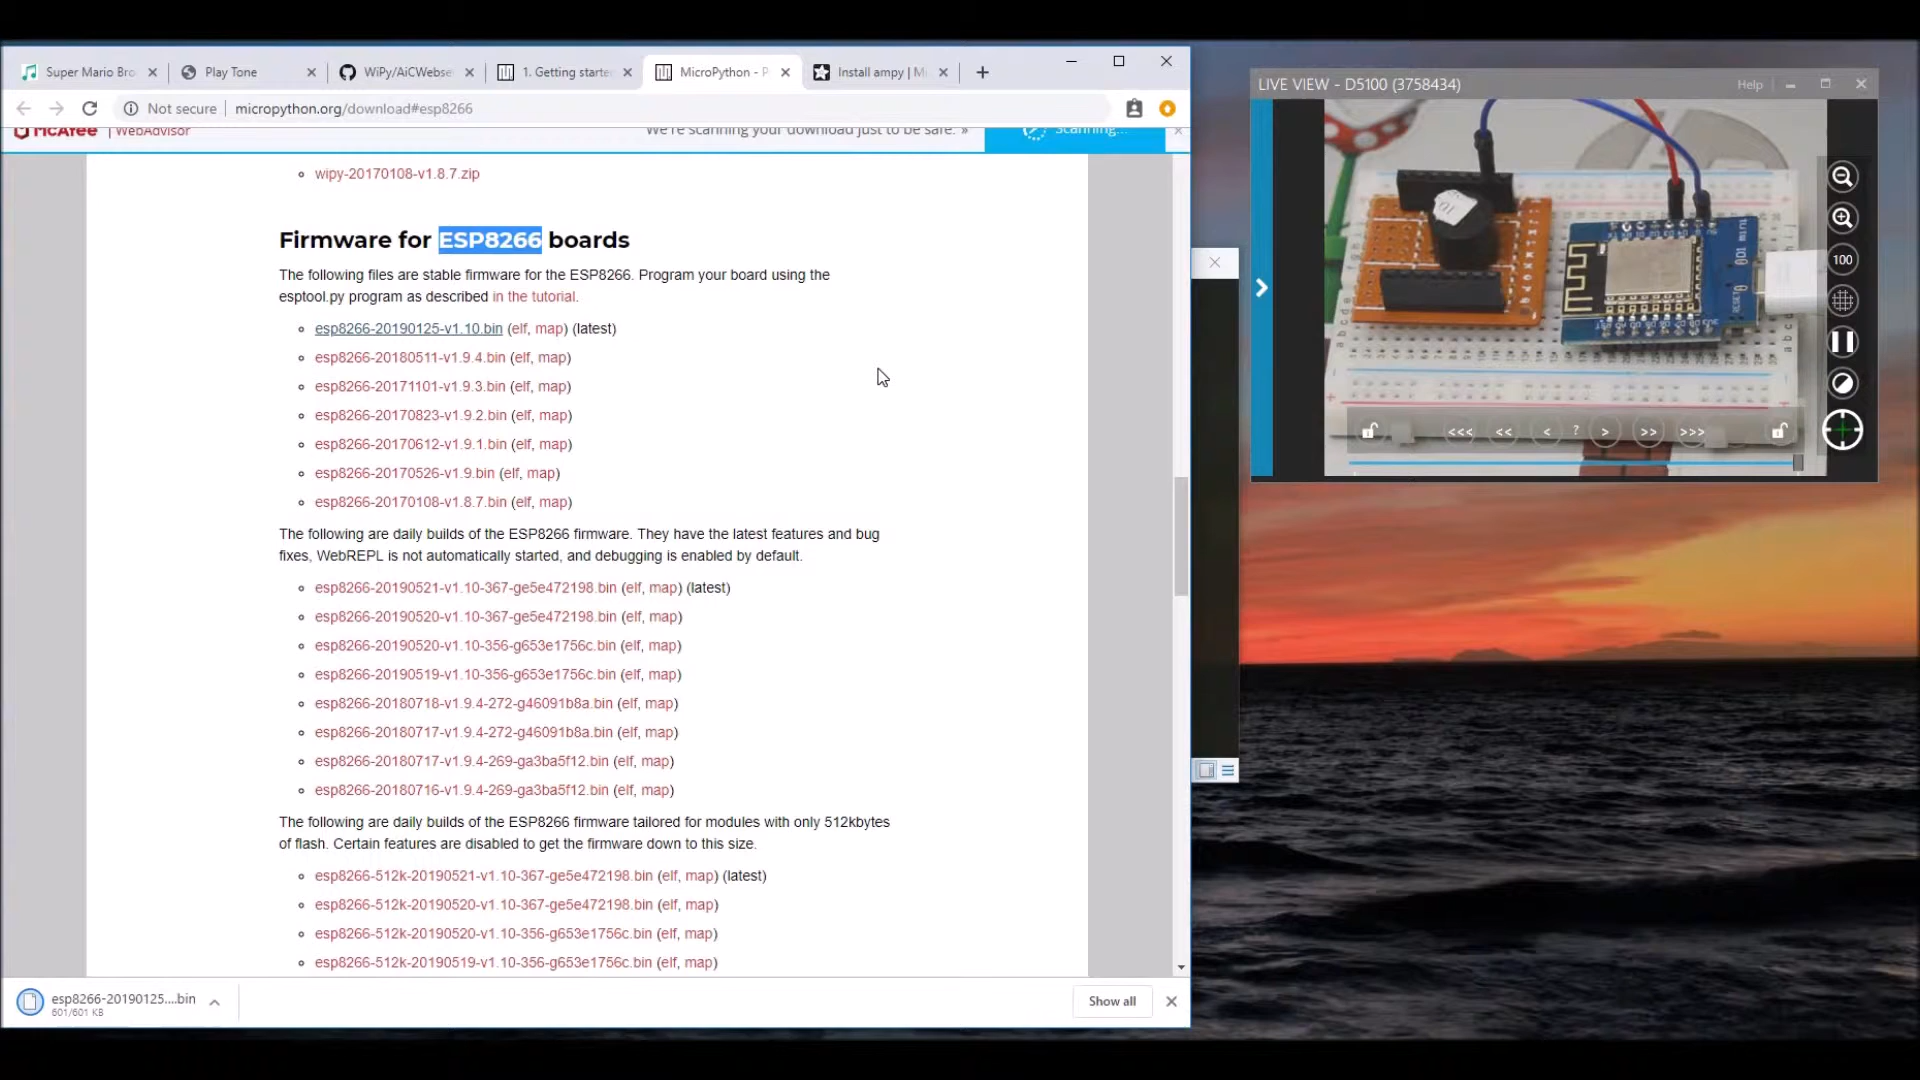 Super Mario Bro
Play Tone
WiPy/AiCWebse
1. Getting starte
MicroPython - P
Install ampy | Mi
Not secure
micropython.org/download#esp8266
McAfee | WebAdvisor
We're scanning your download just to be safe. »
Scanning...
wipy-20170108-v1.8.7.zip
Firmware for ESP8266 boards
The following files are stable firmware for the ESP8266. Program your board using the
esptool.py program as described in the tutorial.
esp8266-20190125-v1.10.bin (elf, map) (latest)
esp8266-20180511-v1.9.4.bin (elf, map)
esp8266-20171101-v1.9.3.bin (elf, map)
esp8266-20170823-v1.9.2.bin (elf, map)
esp8266-20170612-v1.9.1.bin (elf, map)
esp8266-20170526-v1.9.bin (elf, map)
esp8266-20170108-v1.8.7.bin (elf, map)
The following are daily builds of the ESP8266 firmware. They have the latest features and bug
fixes, WebREPL is not automatically started, and debugging is enabled by default.
esp8266-20190521-v1.10-367-ge5e472198.bin (elf, map) (latest)
esp8266-20190520-v1.10-367-ge5e472198.bin (elf, map)
esp8266-20190520-v1.10-356-g653e1756c.bin (elf, map)
esp8266-20190519-v1.10-356-g653e1756c.bin (elf, map)
esp8266-20180718-v1.9.4-272-g46091b8a.bin (elf, map)
esp8266-20180717-v1.9.4-272-g46091b8a.bin (elf, map)
esp8266-20180717-v1.9.4-269-ga3ba5f12.bin (elf, map)
esp8266-20180716-v1.9.4-269-ga3ba5f12.bin (elf, map)
The following are daily builds of the ESP8266 firmware tailored for modules with only 512kbytes
of flash. Certain features are disabled to get the firmware down to this size.
esp8266-512k-20190521-v1.10-367-ge5e472198.bin (elf, map) (latest)
esp8266-512k-20190520-v1.10-367-ge5e472198.bin (elf, map)
esp8266-512k-20190520-v1.10-356-g653e1756c.bin (elf, map)
esp8266-512k-20190519-v1.10-356-g653e1756c.bin (elf, map)
esp8266-20190125....bin
601/601 KB
Show all
LIVE VIEW - D5100 (3758434)
Help
100
D1 mini
RESET
<<< << < ? > >> >>>